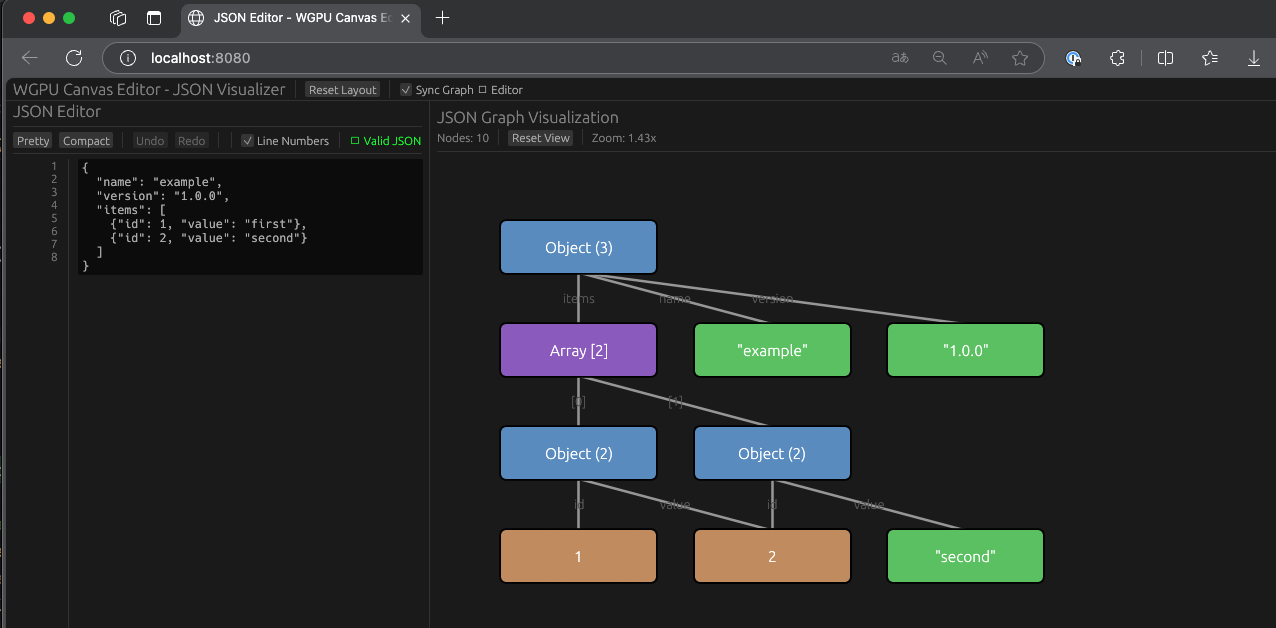 JSON Editor - WGPU Canvas Ed
localhost:8080
WGPU Canvas Editor - JSON Visualizer Reset Layout Sync Graph Editor
JSON Editor
Pretty Compact Undo Redo Line Numbers Valid JSON
1 {
2 "name": "example",
3 "version": "1.0.0",
4 "items": [
5 {"id": 1, "value": "first"},
6 {"id": 2, "value": "second"}
7 ]
8 }
JSON Graph Visualization
Nodes: 10 Reset View Zoom: 1.43x
Object (3)
items name version
Array [2] "example" "1.0.0"
[0] [1]
Object (2) Object (2)
id value id value
1 2 "second"